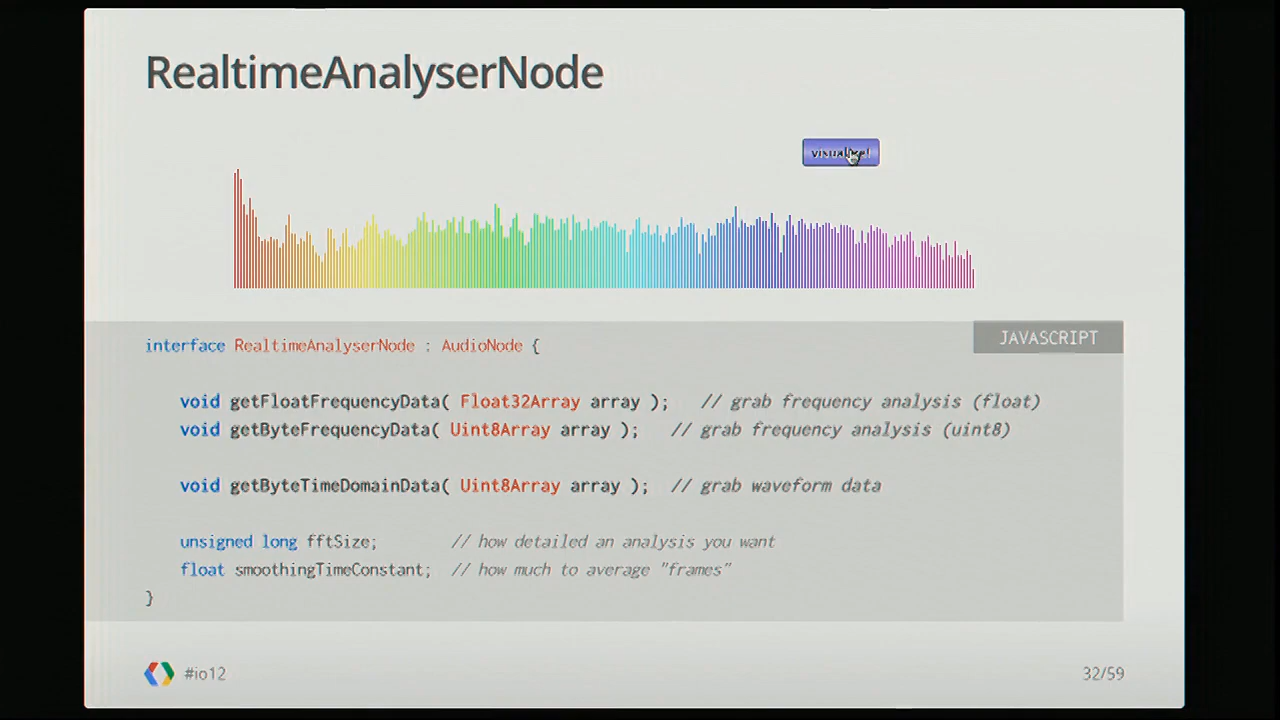 RealtimeAnalyserNode
visualize!
JAVASCRIPT
interface RealtimeAnalyserNode : AudioNode {
void getFloatFrequencyData( Float32Array array ); // grab frequency analysis (float)
void getByteFrequencyData( Uint8Array array ); // grab frequency analysis (uint8)
void getByteTimeDomainData( Uint8Array array ); // grab waveform data
unsigned long fftSize; // how detailed an analysis you want
float smoothingTimeConstant; // how much to average "frames"
}
#io12
32/59